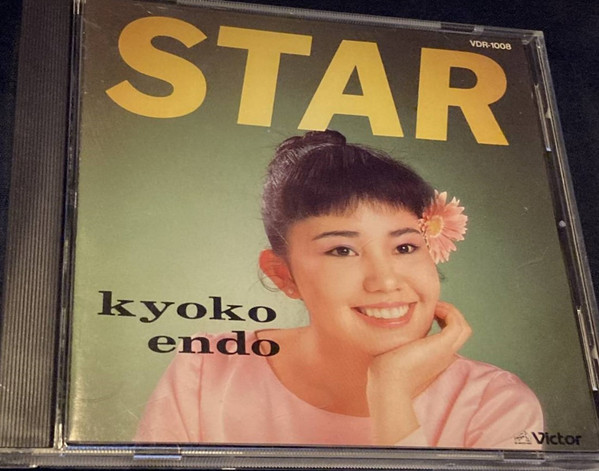 VDR-1008
STAR
kyoko
endo
Victor